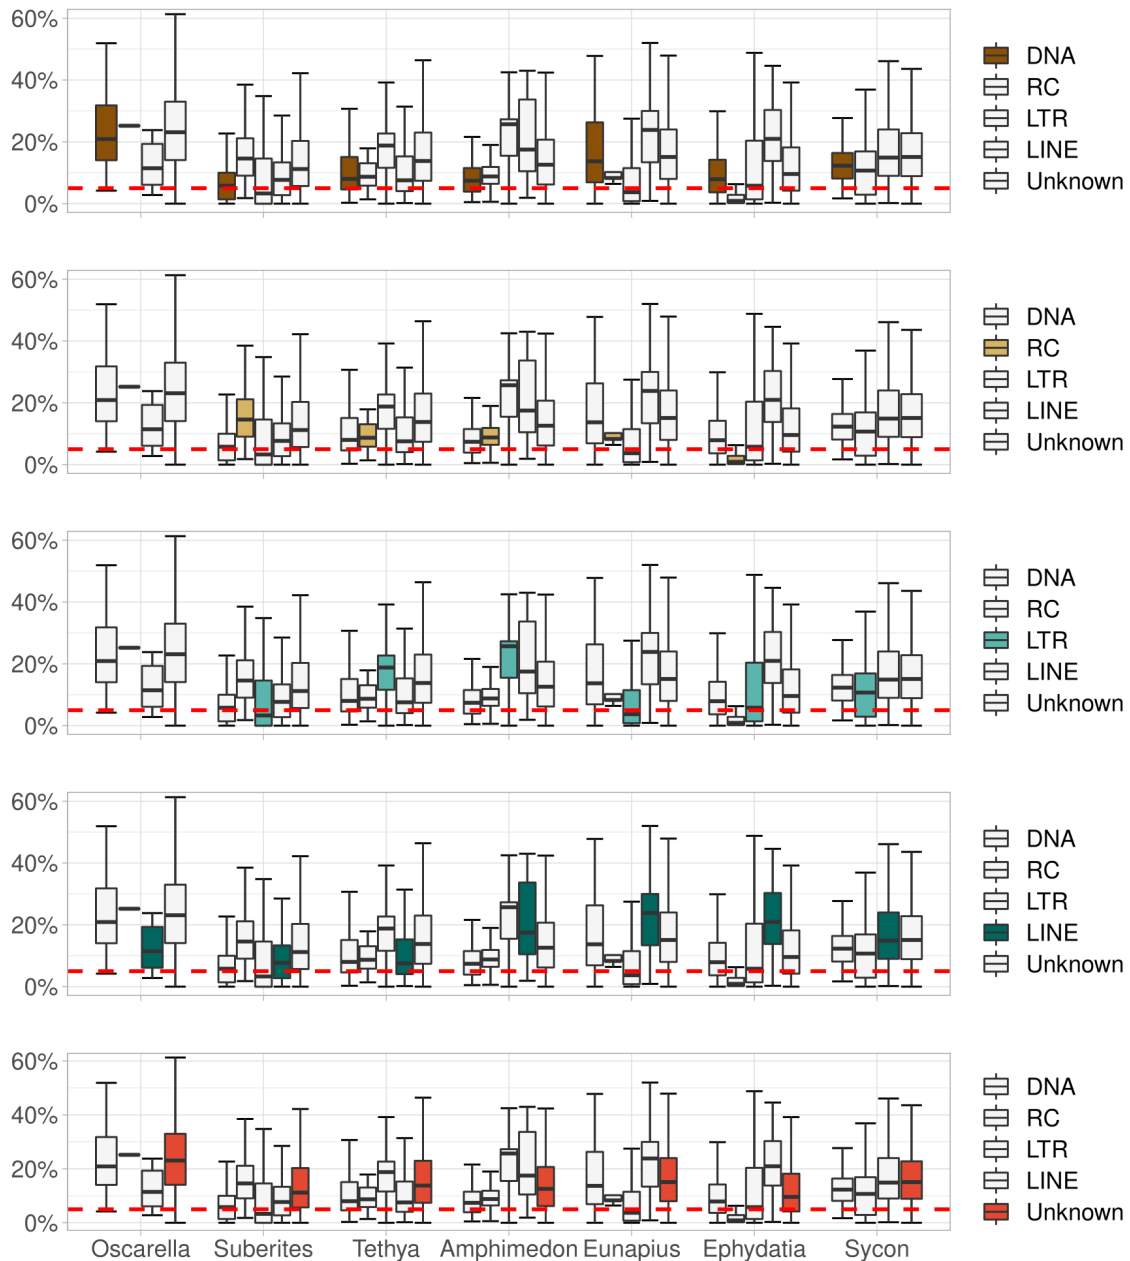 60%
40%
20%
0%
DNA
RC
LTR
LINE
Unknown
60%
40%
20%
0%
DNA
RC
LTR
LINE
Unknown
60%
40%
20%
0%
DNA
RC
LTR
LINE
Unknown
60%
40%
20%
0%
DNA
RC
LTR
LINE
Unknown
60%
40%
20%
0%
DNA
RC
LTR
LINE
Unknown
Oscarella Suberites Tethya Amphimedon Eunapius Ephydatia Sycon